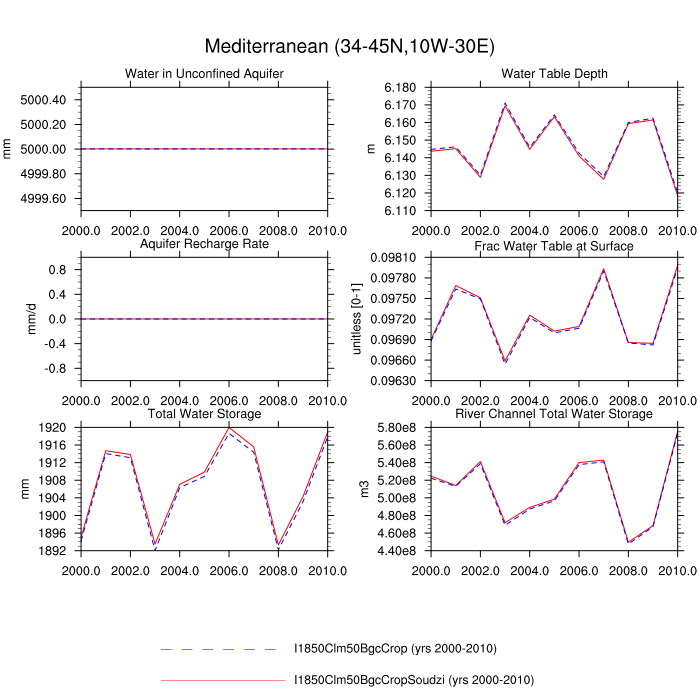 Mediterranean (34-45N,10W-30E)
Water in Unconfined Aquifer
mm
5000.40
5000.20
5000.00
4999.80
4999.60
2000.0 2002.0 2004.0 2006.0 2008.0 2010.0
Water Table Depth
m
6.180
6.170
6.160
6.150
6.140
6.130
6.120
6.110
2000.0 2002.0 2004.0 2006.0 2008.0 2010.0
Aquifer Recharge Rate
mm/d
0.8
0.4
0.0
-0.4
-0.8
2000.0 2002.0 2004.0 2006.0 2008.0 2010.0
Frac Water Table at Surface
unitless [0-1]
0.09810
0.09780
0.09750
0.09720
0.09690
0.09660
0.09630
2000.0 2002.0 2004.0 2006.0 2008.0 2010.0
Total Water Storage
mm
1920
1916
1912
1908
1904
1900
1896
1892
2000.0 2002.0 2004.0 2006.0 2008.0 2010.0
River Channel Total Water Storage
m3
5.80e8
5.60e8
5.40e8
5.20e8
5.00e8
4.80e8
4.60e8
4.40e8
2000.0 2002.0 2004.0 2006.0 2008.0 2010.0
I1850Clm50BgcCrop (yrs 2000-2010)
I1850Clm50BgcCropSoudzi (yrs 2000-2010)